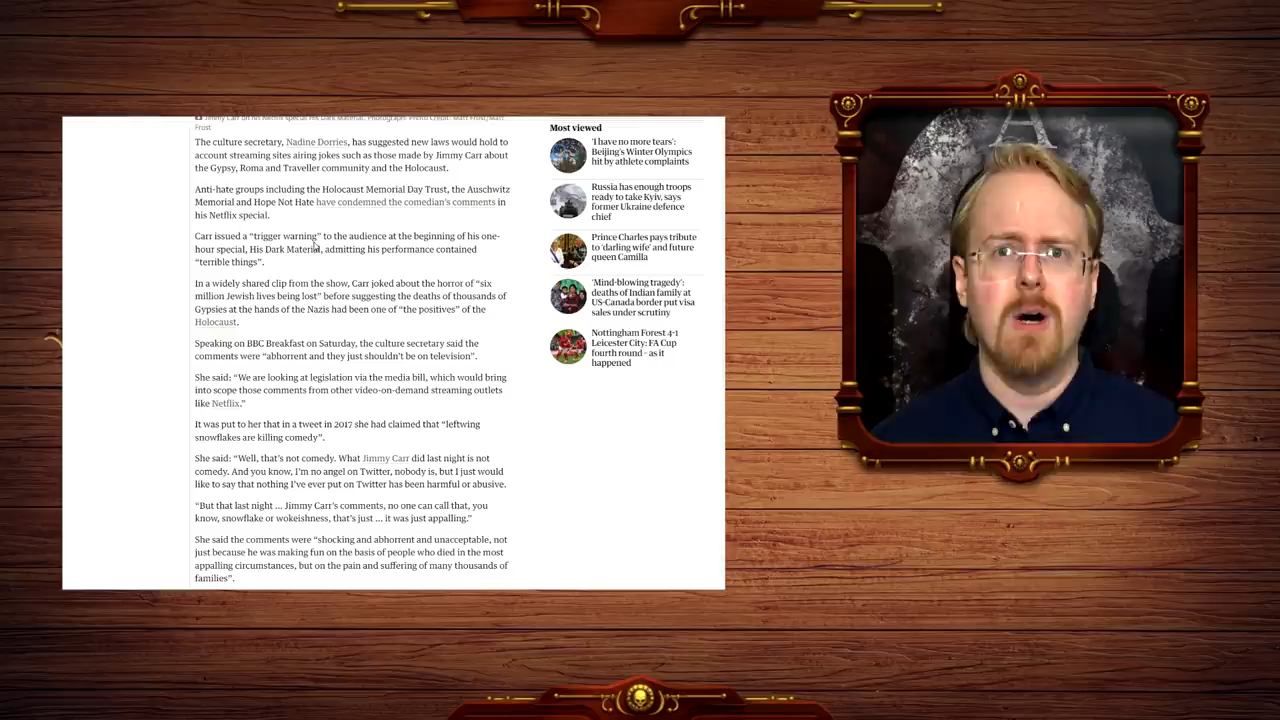 Jimmy Carr on his Netflix special His Dark Material. Photograph: Photo Credit: Matt Frost/Matt
Frost
The culture secretary, Nadine Dorries, has suggested new laws would hold to
account streaming sites airing jokes such as those made by Jimmy Carr about
the Gypsy, Roma and Traveller community and the Holocaust.
Anti-hate groups including the Holocaust Memorial Day Trust, the Auschwitz
Memorial and Hope Not Hate have condemned the comedian's comments in
his Netflix special.
Carr issued a “trigger warning” to the audience at the beginning of his one-
hour special, His Dark Material, admitting his performance contained
“terrible things”.
In a widely shared clip from the show, Carr joked about the horror of “six
million Jewish lives being lost” before suggesting the deaths of thousands of
Gypsies at the hands of the Nazis had been one of “the positives” of the
Holocaust.
Speaking on BBC Breakfast on Saturday, the culture secretary said the
comments were “abhorrent and they just shouldn't be on television”.
She said: “We are looking at legislation via the media bill, which would bring
into scope those comments from other video-on-demand streaming outlets
like Netflix.”
It was put to her that in a tweet in 2017 she had claimed that “leftwing
snowflakes are killing comedy”.
She said: “Well, that's not comedy. What Jimmy Carr did last night is not
comedy. And you know, I'm no angel on Twitter, nobody is, but I just would
like to say that nothing I've ever put on Twitter has been harmful or abusive.
“But that last night ... Jimmy Carr's comments, no one can call that, you
know, snowflake or wokeishness, that's just ... it was just appalling.”
She said the comments were “shocking and abhorrent and unacceptable, not
just because he was making fun on the basis of people who died in the most
appalling circumstances, but on the pain and suffering of many thousands of
families”.
Most viewed
'I have no more tears':
Beijing's Winter Olympics
hit by athlete complaints
Russia has enough troops
ready to take Kyiv, says
former Ukraine defence
chief
Prince Charles pays tribute
to 'darling wife' and future
queen Camilla
'Mind-blowing tragedy':
deaths of Indian family at
US-Canada border put visa
sales under scrutiny
Nottingham Forest 4-1
Leicester City: FA Cup
fourth round – as it
happened
A